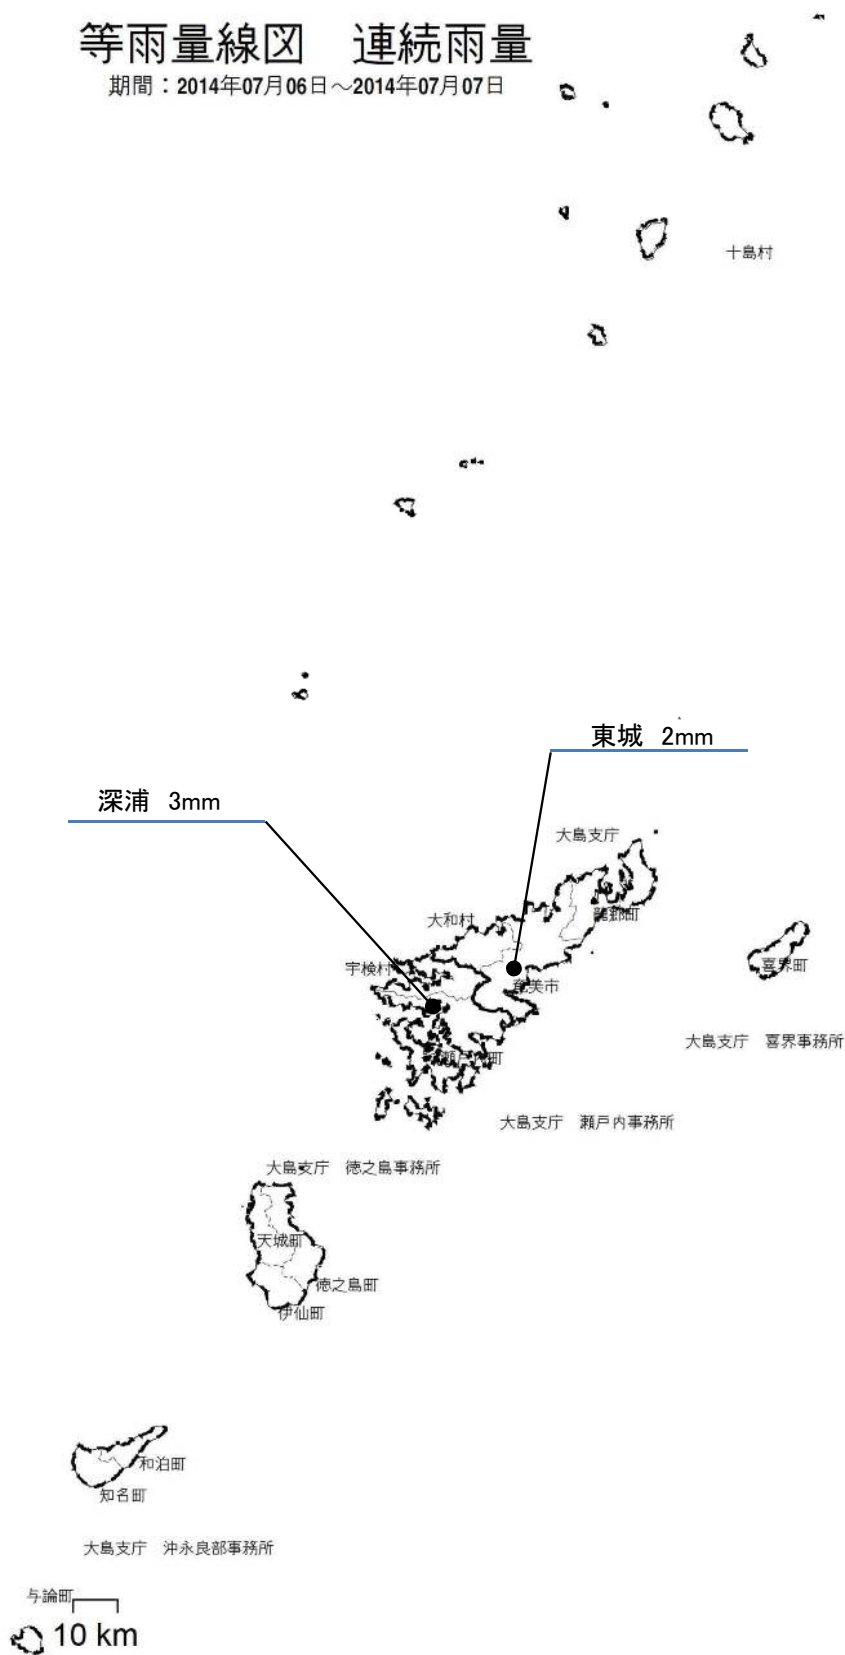 等雨量線図　連続雨量
期間：2014年07月06日～2014年07月07日
十島村
東城　2mm
深浦　3mm
大島支庁
龍郷町
大和村
宇検村
喜界町
奄美市
大島支庁　喜界事務所
瀬戸内町
大島支庁　瀬戸内事務所
大島支庁　徳之島事務所
天城町
徳之島町
伊仙町
和泊町
知名町
大島支庁　沖永良部事務所
与論町
10 km